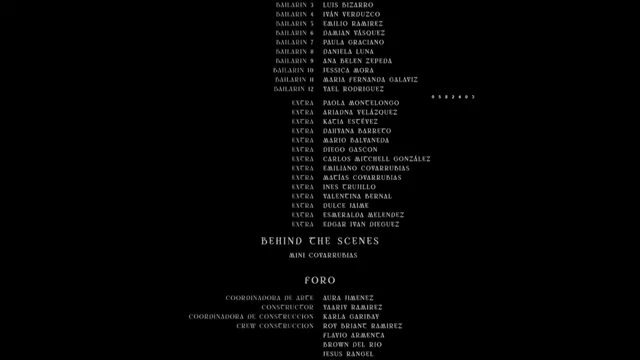 BAILARIN 3 LUIS BIZARRO
BAILARIN 4 IVÁN VERDUZCO
BAILARIN 5 EMILIO RAMIREZ
BAILARIN 6 DAMIAN VÁSQUEZ
BAILARIN 7 PAULA GRACIANO
BAILARIN 8 DANIELA LUNA
BAILARIN 9 ANA BELEN ZEPEDA
BAILARIN 10 JESSICA MORA
BAILARIN 11 MARIA FERNANDA GALAVIZ
BAILARIN 12 YAEL RODRIGUEZ
0582403
EXTRA PAOLA MONTELONGO
EXTRA ARIADNA VELÁZQUEZ
EXTRA KATIA ESTÉVEZ
EXTRA DAHYANA BARRETO
EXTRA MARIO BALVANEDA
EXTRA DIEGO GASCON
EXTRA CARLOS MITCHELL GONZÁLEZ
EXTRA EMILIANO COVARRUBIAS
EXTRA MATÍAS COVARRUBIAS
EXTRA INES TRUJILLO
EXTRA VALENTINA BERNAL
EXTRA DULCE JAIME
EXTRA ESMERALDA MELENDEZ
EXTRA EDGAR IVAN DIEGUEZ
BEHIND THE SCENES
MINI COVARRUBIAS
FORO
COORDINADORA DE ARTE AURA JIMENEZ
CONSTRUCTOR YAARIV RAMIREZ
COORDINADORA DE CONSTRUCCION KARLA GARIBAY
CREW CONSTRUCCION ROY BRIANT RAMIREZ
FLAVIO ARMENTA
BROWN DEL RIO
JESUS RANGEL